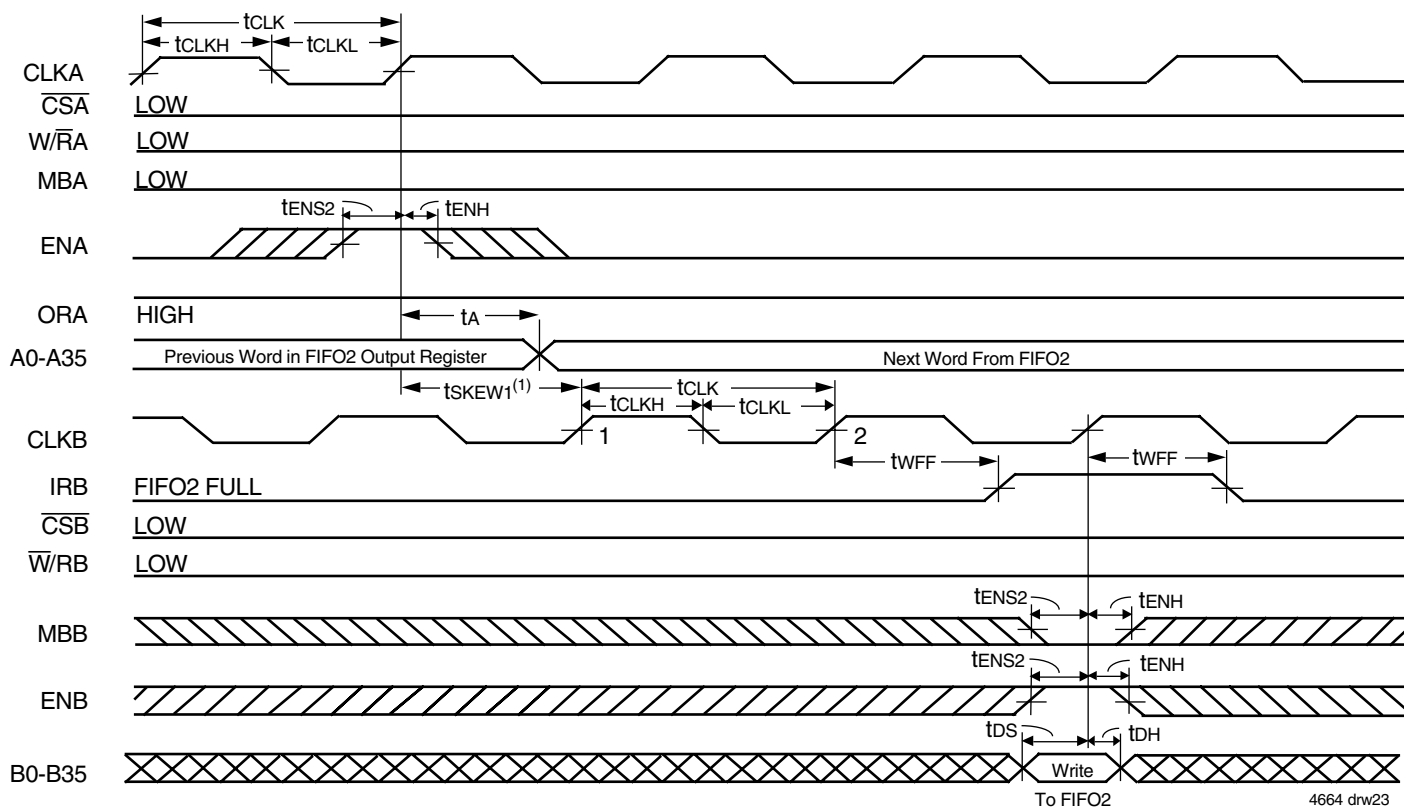 tCLK
tCLKH tCLKL
CLKA
CSA LOW
W/RA LOW
MBA LOW
tENS2 tENH
ENA
ORA HIGH
tA
A0-A35 Previous Word in FIFO2 Output Register Next Word From FIFO2
tSKEW1(1) tCLK
tCLKH tCLKL
CLKB 1 2
tWFF tWFF
IRB FIFO2 FULL
CSB LOW
W/RB LOW
tENS2 tENH
MBB
tENS2 tENH
ENB
tDS tDH
B0-B35 Write
To FIFO2 4664 drw23